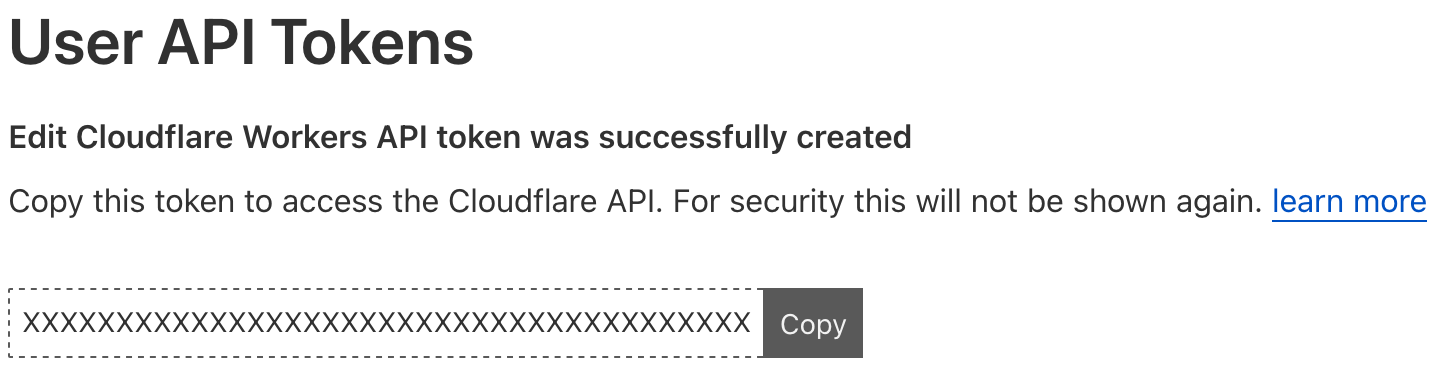 User API Tokens
Edit Cloudflare Workers API token was successfully created
Copy this token to access the Cloudflare API. For security this will not be shown again. learn more
XXXXXXXXXXXXXXXXXXXXXXXXXXXXXXXXXXXXXXXX Copy